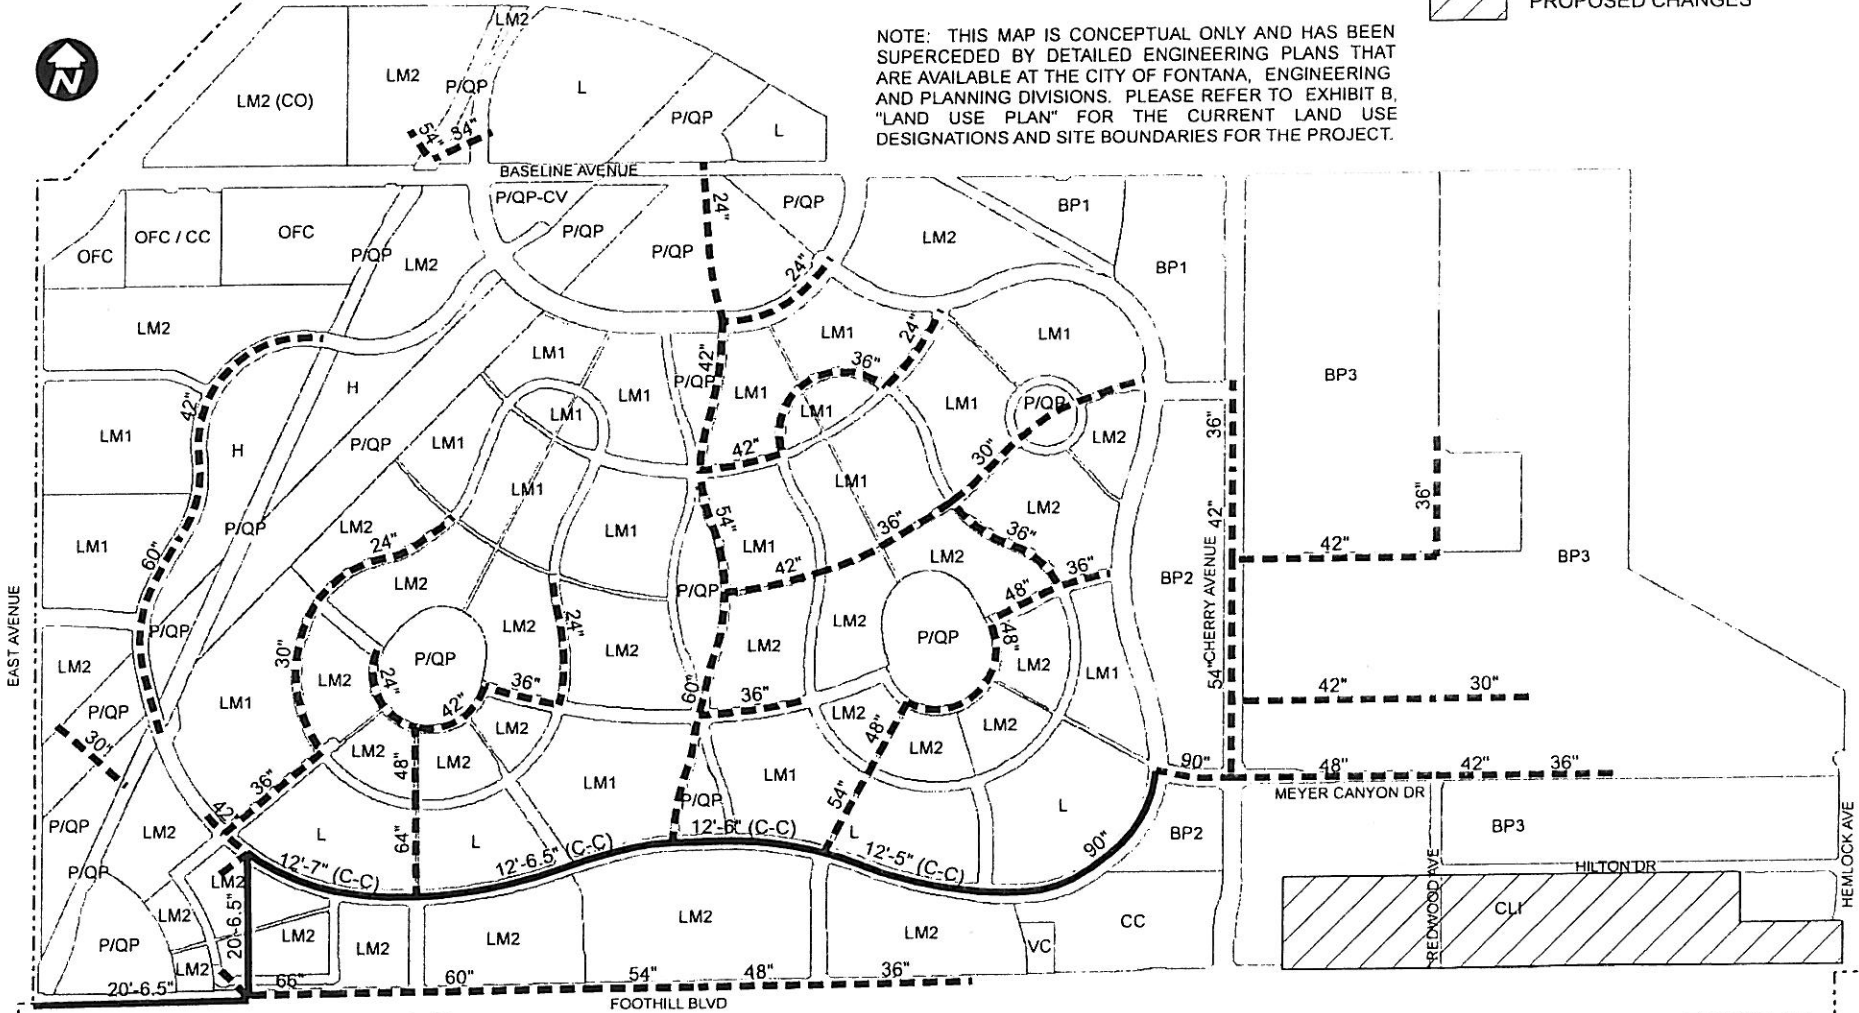 PROPOSED CHANGES
NOTE: THIS MAP IS CONCEPTUAL ONLY AND HAS BEEN
SUPERCEDED BY DETAILED ENGINEERING PLANS THAT
ARE AVAILABLE AT THE CITY OF FONTANA, ENGINEERING
AND PLANNING DIVISIONS. PLEASE REFER TO EXHIBIT B,
"LAND USE PLAN" FOR THE CURRENT LAND USE
DESIGNATIONS AND SITE BOUNDARIES FOR THE PROJECT.
N
LM2
LM2 (CO)
LM2
P/QP
L
P/QP
L
54"
84"
BASELINE AVENUE
P/QP-CV
P/QP
P/QP
P/QP
24"
OFC
OFC / CC
OFC
P/QP
LM2
LM2
BP1
BP1
24"
LM2
LM1
42"
LM1
24"
LM1
36"
BP3
H
LM1
P/QP
LM1
LM1
LM1
LM1
P/QP
LM2
42"
LM1
H
P/QP
LM1
42"
30"
36"
LM1
LM1
LM2
36"
LM1
P/QP
LM2
24"
LM1
54"
LM1
36"
36"
42"
42"
BP3
60"
LM2
42"
LM2
36"
BP2
CHERRY AVENUE
EAST AVENUE
P/QP
48"
P/QP
LM2
24"
LM2
LM2
LM2
P/QP
48"
LM2
LM1
LM2
30"
LM2
P/QP
24"
36"
60"
36"
54"
42"
30"
P/QP
LM1
42"
LM2
LM2
48"
LM2
LM2
30"
LM2
48"
LM2
36"
LM1
LM1
54"
90"
48"
42"
36"
MEYER CANYON DR
P/QP
L
BP2
BP3
HEMLOCK AVE
P/QP
LM2
42"
L
64"
L
12'-6" (C-C)
L
90"
P/QP
12'-7" (C-C)
12'-6.5" (C-C)
12'-5" (C-C)
REDWOOD AVE
HILTON DR
LM2
LM2
20'-6.5"
LM2
LM2
LM2
LM2
LM2
VC
CC
CLI
P/QP
LM2
20'-6.5"
66"
60"
54"
48"
36"
FOOTHILL BLVD